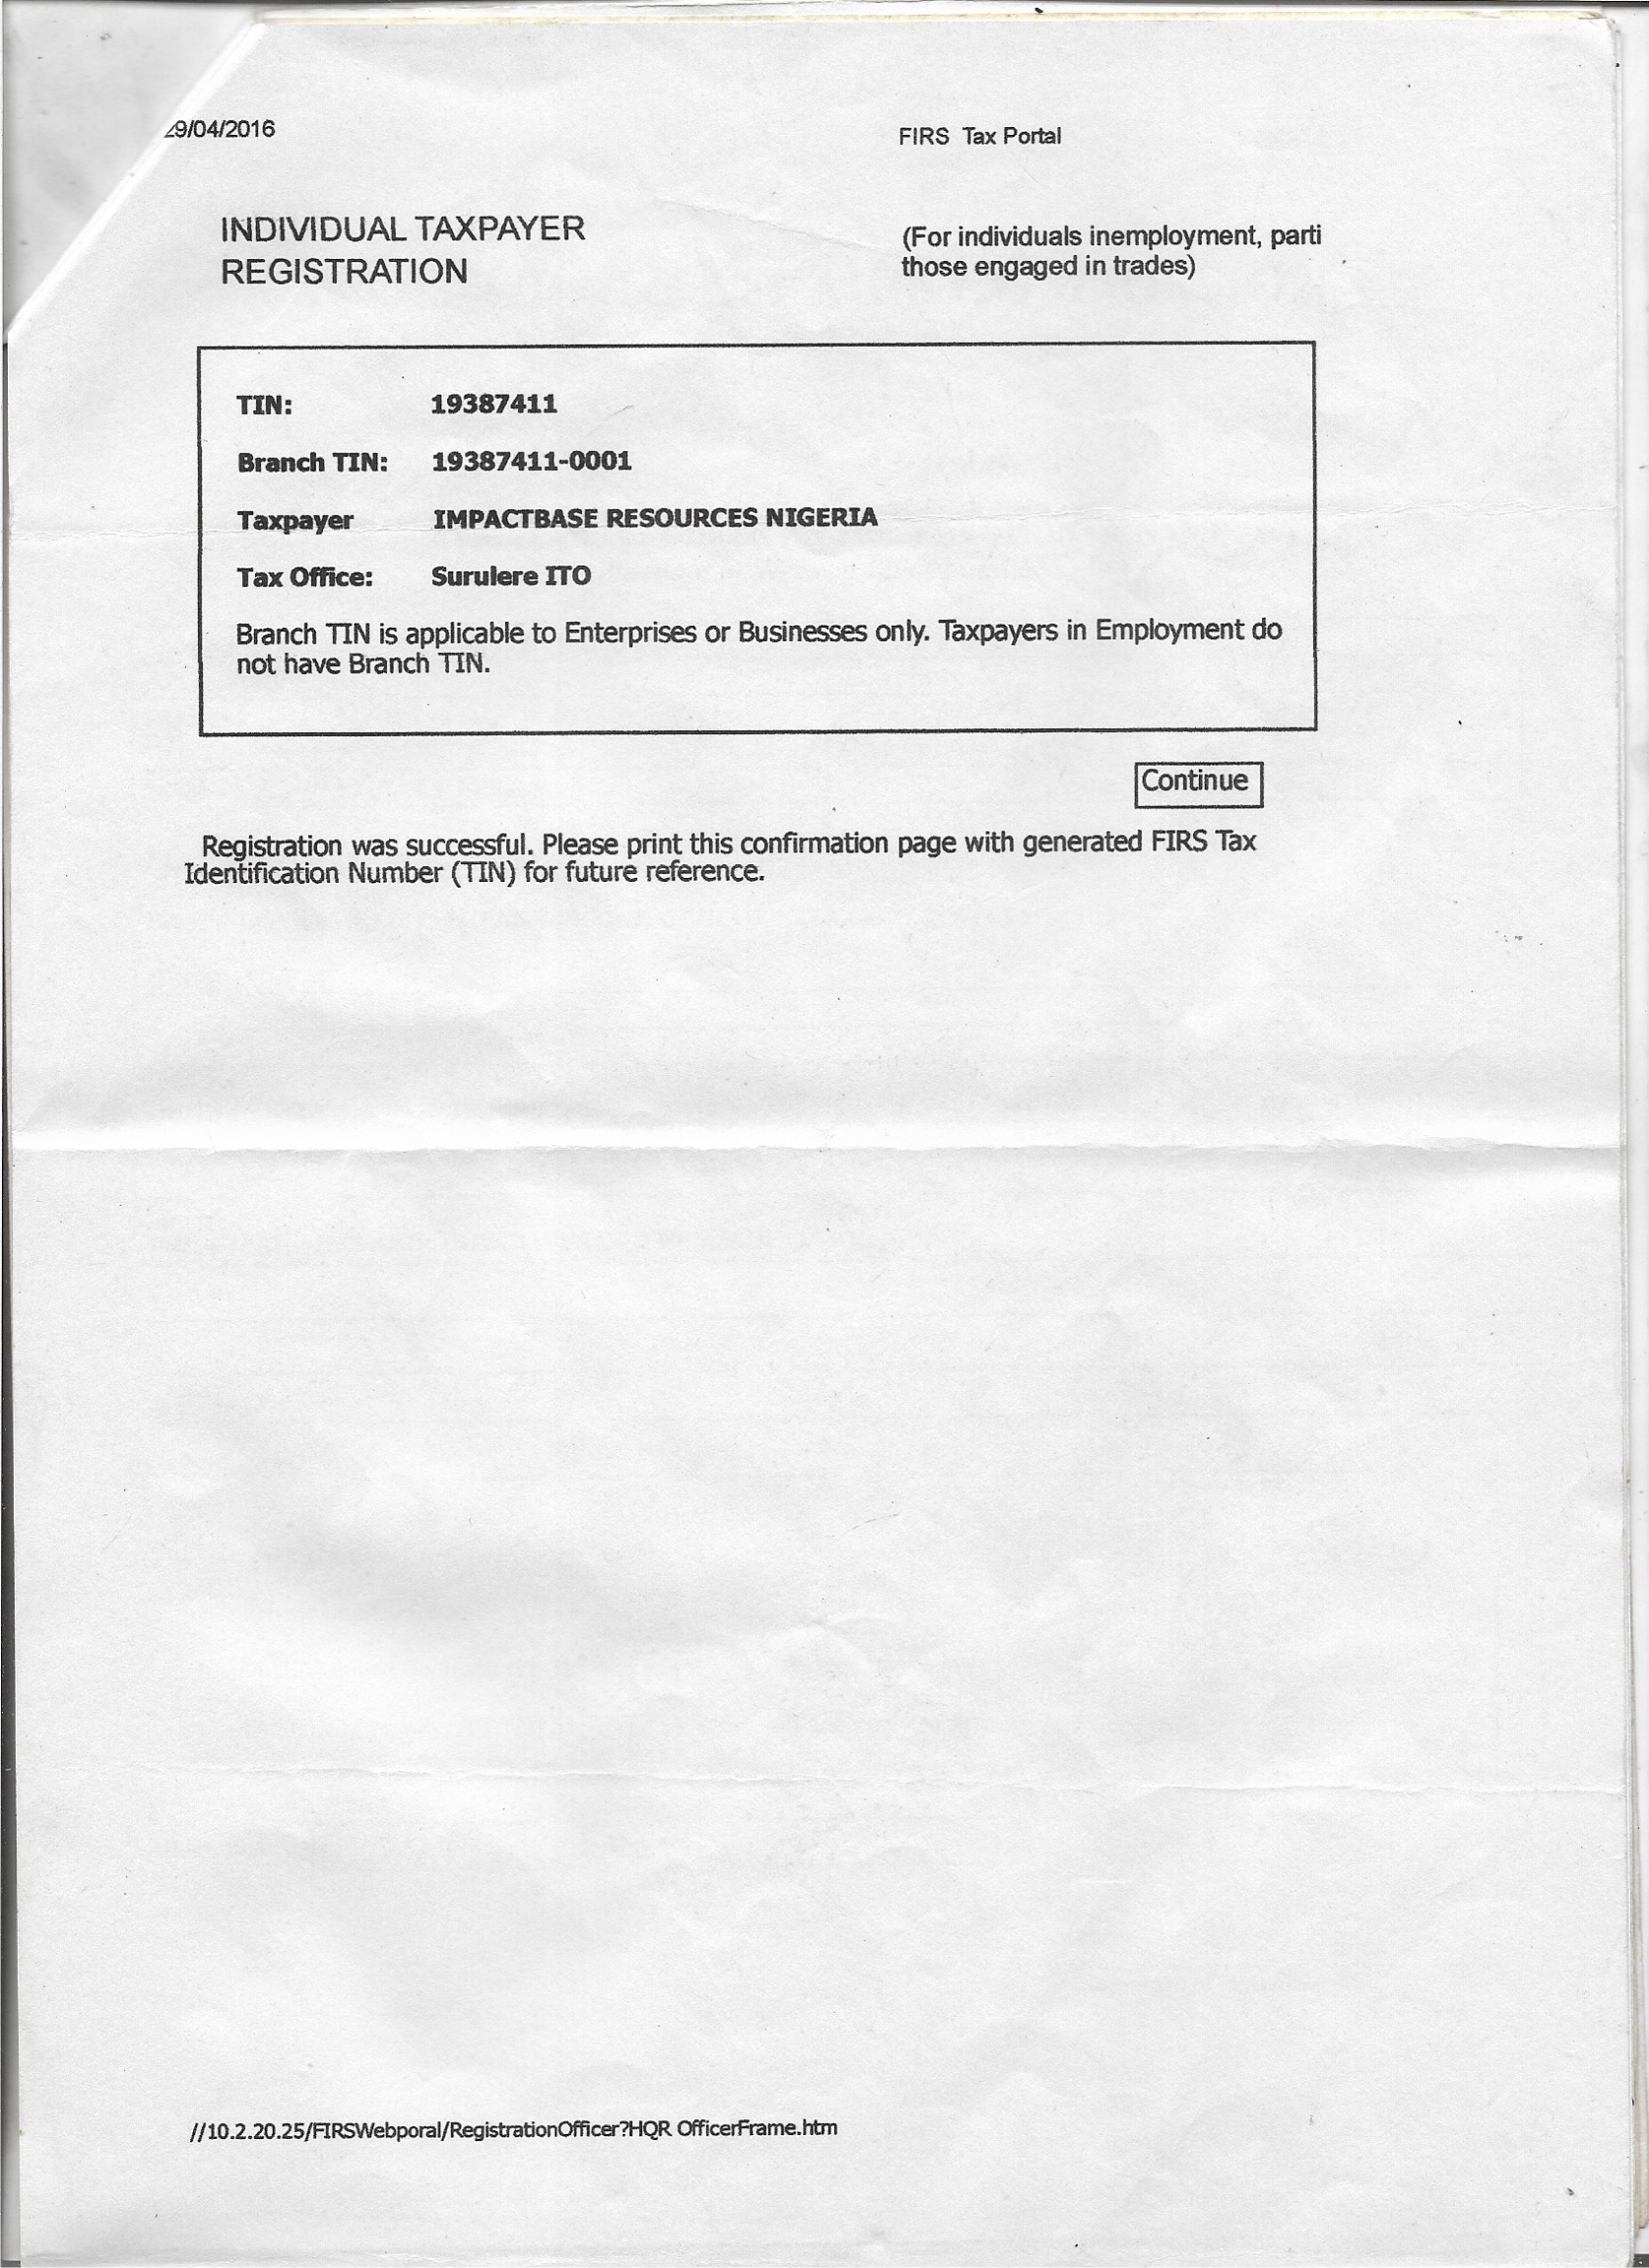 29/04/2016
FIRS Tax Portal
INDIVIDUAL TAXPAYER
REGISTRATION
(For individuals inemployment, parti
those engaged in trades)
TIN: 19387411
Branch TIN: 19387411-0001
Taxpayer IMPACTBASE RESOURCES NIGERIA
Tax Office: Surulere ITO
Branch TIN is applicable to Enterprises or Businesses only. Taxpayers in Employment do
not have Branch TIN.
Continue
Registration was successful. Please print this confirmation page with generated FIRS Tax
Identification Number (TIN) for future reference.
//10.2.20.25/FIRSWebporal/RegistrationOfficer?HQR OfficerFrame.htm